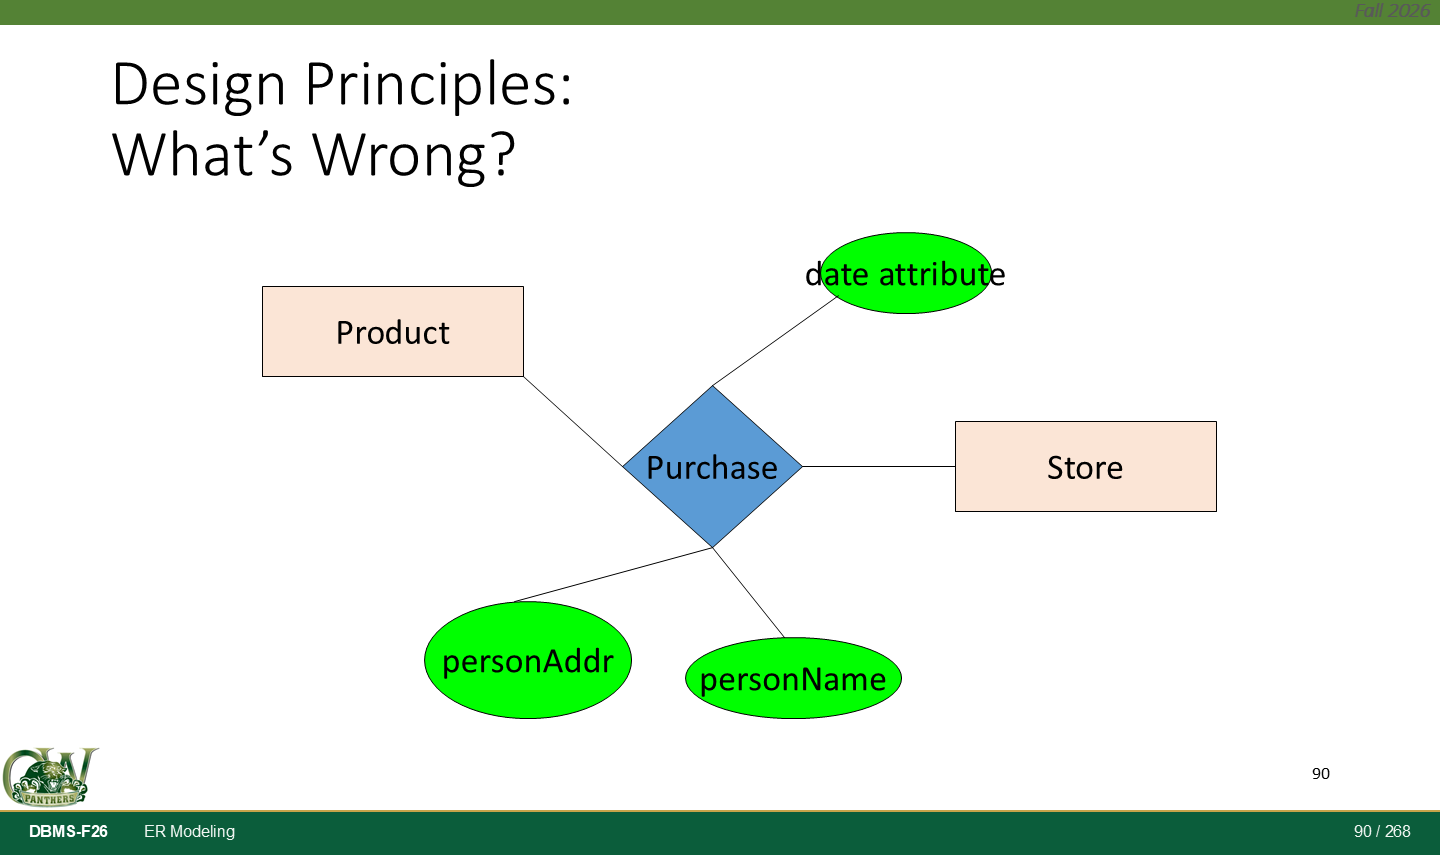 Fall 2026
Design Principles:
What’s Wrong?
date attribute
Product
Purchase
Store
personAddr
personName
OW
PANTHERS
90
DBMS-F26
ER Modeling
90 / 268